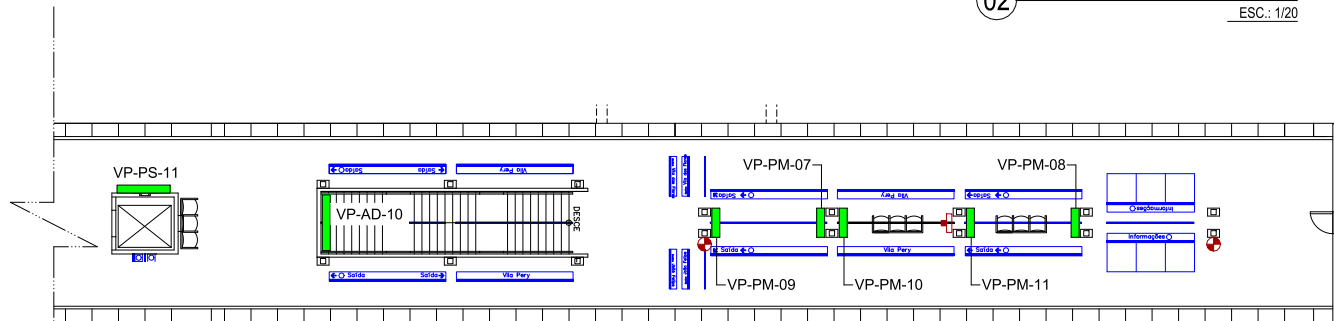 02
ESC.: 1/20
VP-PS-11
Saída
Saída
Vila Pery
VP-AD-10
DESCE
Saída
Saída
Vila Pery
VP-PM-07
VP-PM-08
Saída
Vila Pery
Saída
Informações
Informações
Saída
Vila Pery
Saída
VP-PM-09
VP-PM-10
VP-PM-11